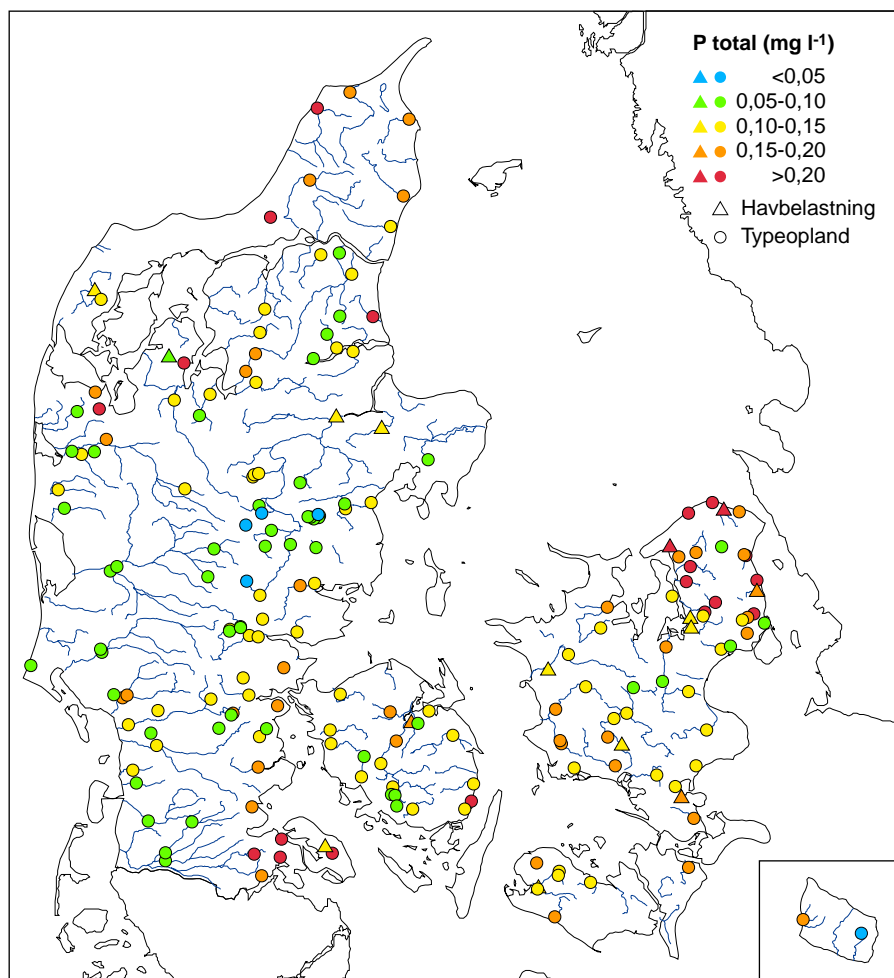 P total (mg l-1)
<0,05
0,05-0,10
0,10-0,15
0,15-0,20
>0,20
Havbelastning
Typeopland